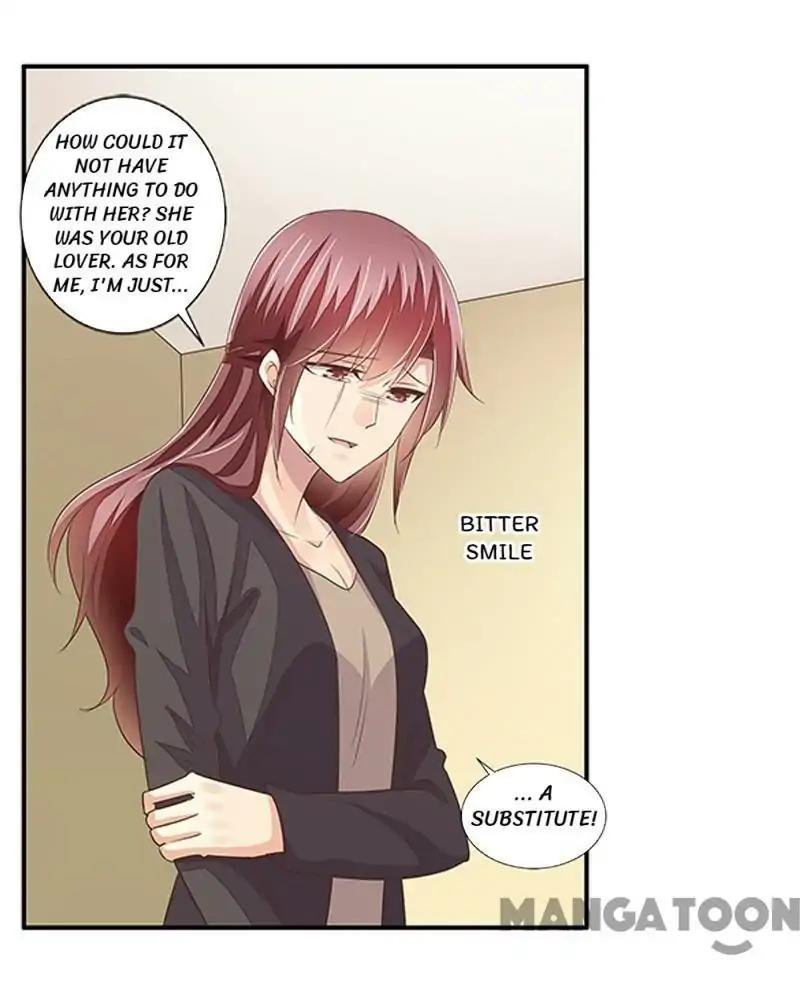 HOW COULD IT
NOT HAVE
ANYTHING TO DO
WITH HER? SHE
WAS YOUR OLD
LOVER. AS FOR
ME, I'M JUST...
BITTER
SMILE
... A
SUBSTITUTE!
MANGATOON